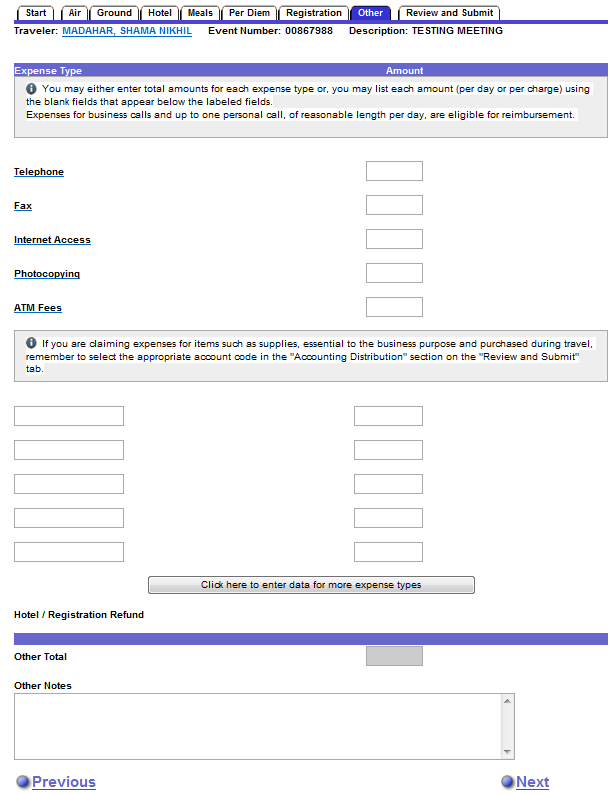 Start Air Ground Hotel Meals Per Diem Registration Other Review and Submit
Traveler: MADAHAR, SHAMA NIKHIL Event Number: 00867988 Description: TESTING MEETING
Expense Type Amount
You may either enter total amounts for each expense type or, you may list each amount (per day or per charge) using
the blank fields that appear below the labeled fields.
Expenses for business calls and up to one personal call, of reasonable length per day, are eligible for reimbursement.
Telephone
Fax
Internet Access
Photocopying
ATM Fees
If you are claiming expenses for items such as supplies, essential to the business purpose and purchased during travel,
remember to select the appropriate account code in the "Accounting Distribution" section on the "Review and Submit"
tab.
Click here to enter data for more expense types
Hotel / Registration Refund
Other Total
Other Notes
Previous Next